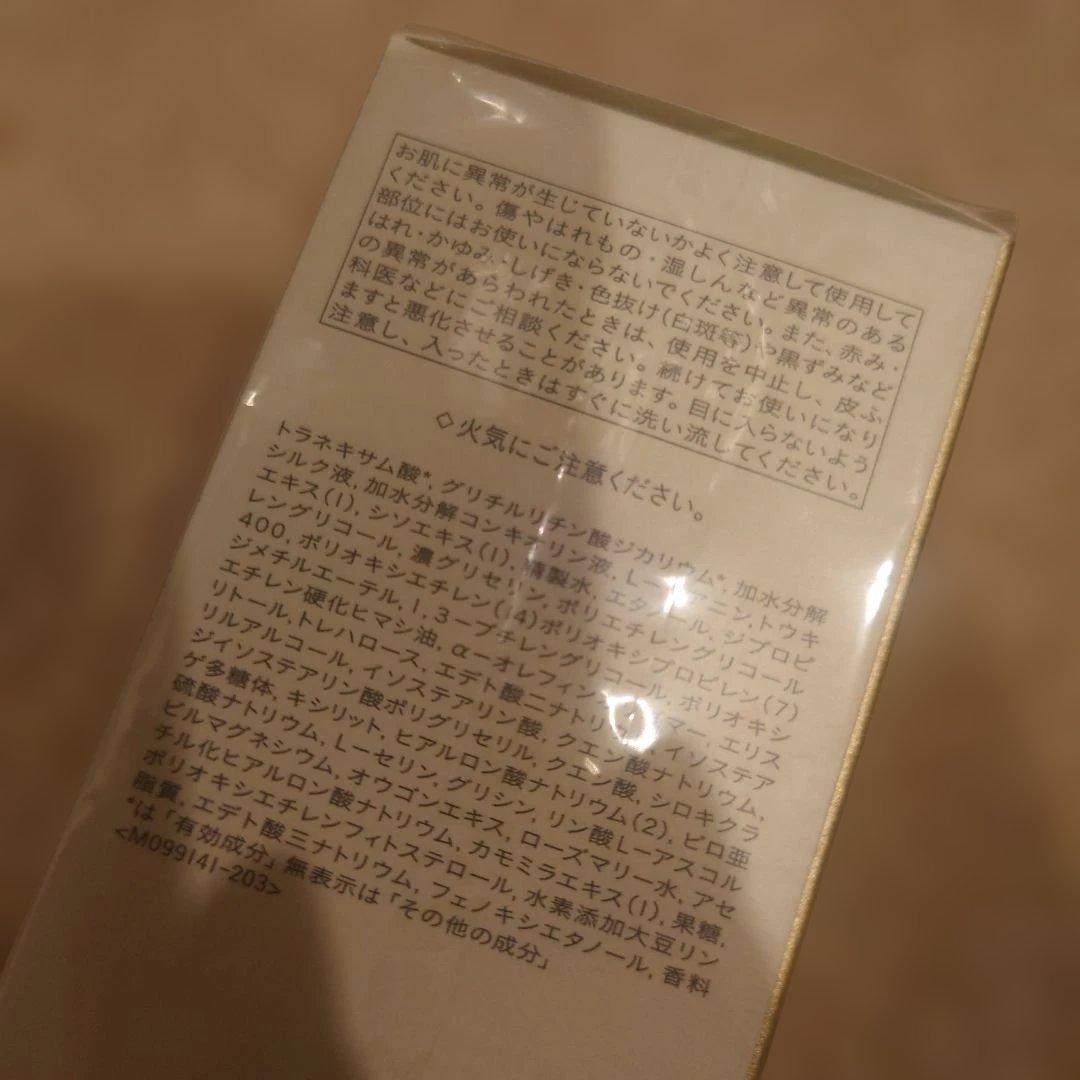 お肌に異常が生じていないかよく注意して使用して
ください。傷やはれもの・湿しんなど異常のある
部位にはお使いにならないでください。また、赤み・
はれ・かゆみ・しげき・色抜け(白斑等)や黒ずみなど
の異常があらわれたときは、使用を中止し、皮ふ
科医などにご相談ください。続けてお使いになり
ますと悪化させることがあります。目に入らないよう
注意し、入ったときはすぐに洗い流してください。
◇火気にご注意ください。
トラネキサム酸*, グリチルリチン酸ジカリウム*, 加水分解
シルク液, 加水分解コンキオリン液, L-アルギニン, トウキ
エキス(1), シソエキス(1), 精製水, エタノール, ジプロピ
レングリコール, 濃グリセリン, ポリエチレングリコール
400, ポリオキシエチレン(14)ポリオキシプロピレン(7)
ジメチルエーテル, 1, 3-ブチレングリコール, ポリオキシ
エチレン硬化ヒマシ油, α-オレフィンオリゴマー, エリス
リトール, トレハロース, エデト酸二ナトリウム, イソステア
リルアルコール, イソステアリン酸, クエン酸ナトリウム,
ジイソステアリン酸ポリグリセリル, クエン酸, シロキクラ
ゲ多糖体, キシリット, ヒアルロン酸ナトリウム(2), ピロ亜
硫酸ナトリウム, L-セリン, グリシン, リン酸L-アスコル
ビルマグネシウム, オウゴンエキス, ローズマリー水, アセ
チル化ヒアルロン酸ナトリウム, カモミラエキス(1), 果糖,
ポリオキシエチレンフィトステロール, 水素添加大豆リン
脂質, エデト酸三ナトリウム, フェノキシエタノール, 香料
*は「有効成分」無表示は「その他の成分」
<M099141-203>